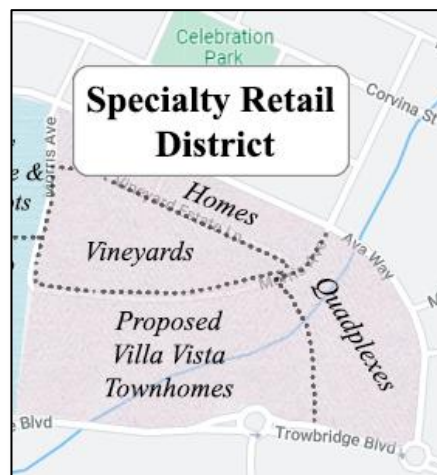 Celebration
Park
Specialty Retail
District
Corvina St
Morris Ave
Homes
Vineyards
Ava Way
Quadplexes
Proposed
Villa Vista
Townhomes
Blvd
Trowbridge Blvd